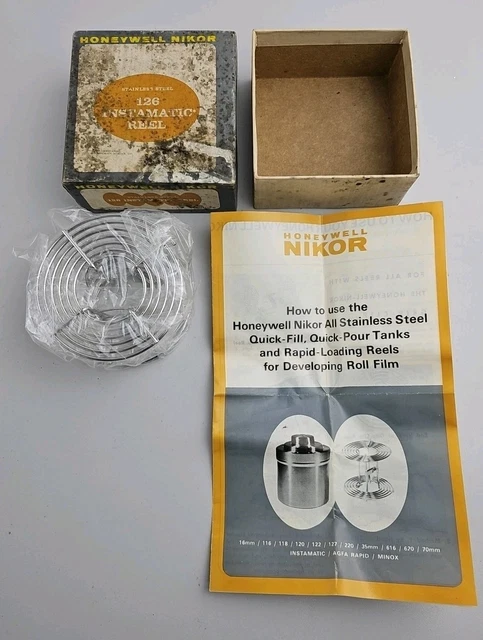 HONEYWELL NIKOR
STAINLESS STEEL
126
INSTAMATIC®
REEL
HONEYWELL NIKOR
HONEYWELL
NIKOR
How to use the
Honeywell Nikor All Stainless Steel
Quick-Fill, Quick-Pour Tanks
and Rapid-Loading Reels
for Developing Roll Film
16mm / 116 / 118 / 120 / 122 / 127 / 220 / 35mm / 616 / 620 / 70mm
INSTAMATIC / AGFA RAPID / MINOX